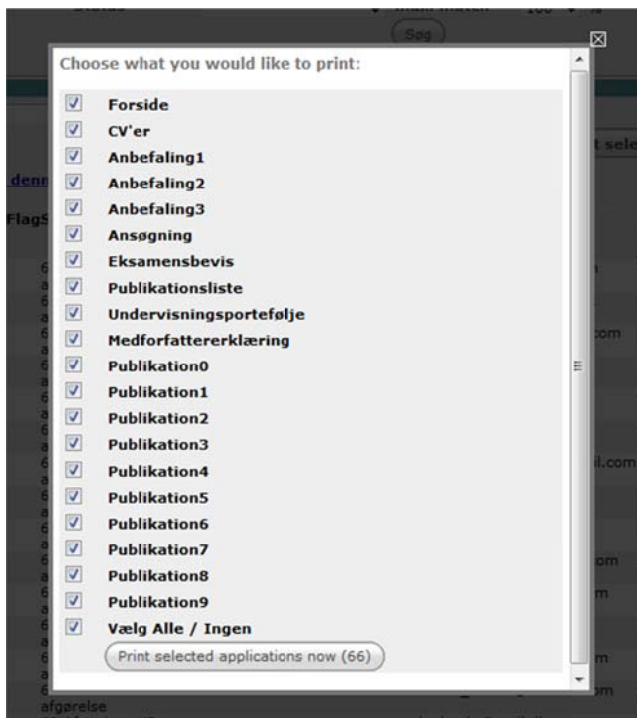 Søg
Choose what you would like to print:
Forside
CV'er
Anbefaling1
Anbefaling2
Anbefaling3
Ansøgning
Eksamensbevis
Publikationsliste
Undervisningsportefølje
Medforfattererklæring
Publikation0
Publikation1
Publikation2
Publikation3
Publikation4
Publikation5
Publikation6
Publikation7
Publikation8
Publikation9
Vælg Alle / Ingen
Print selected applications now (66)
afgørelse